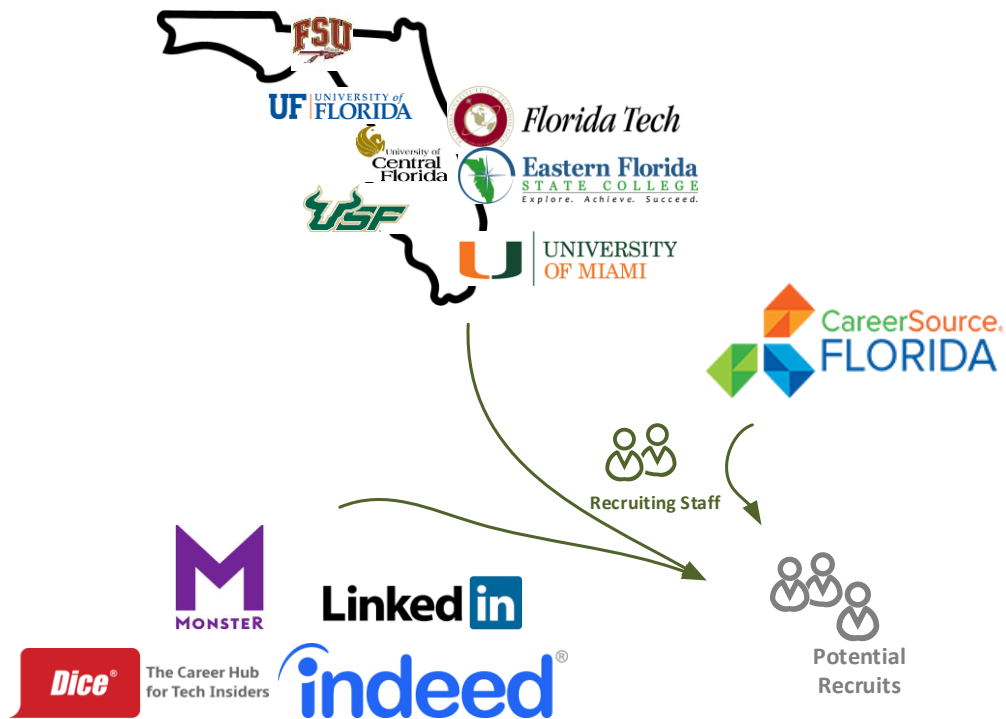 FSU
UF UNIVERSITY of
FLORIDA
Florida Tech
University of
Central
Florida
Eastern Florida
STATE COLLEGE
Explore. Achieve. Succeed.
USF
U UNIVERSITY
OF MIAMI
CareerSource®
FLORIDA
Recruiting Staff
MONSTER
LinkedIn
Dice® The Career Hub
for Tech Insiders
indeed®
Potential
Recruits